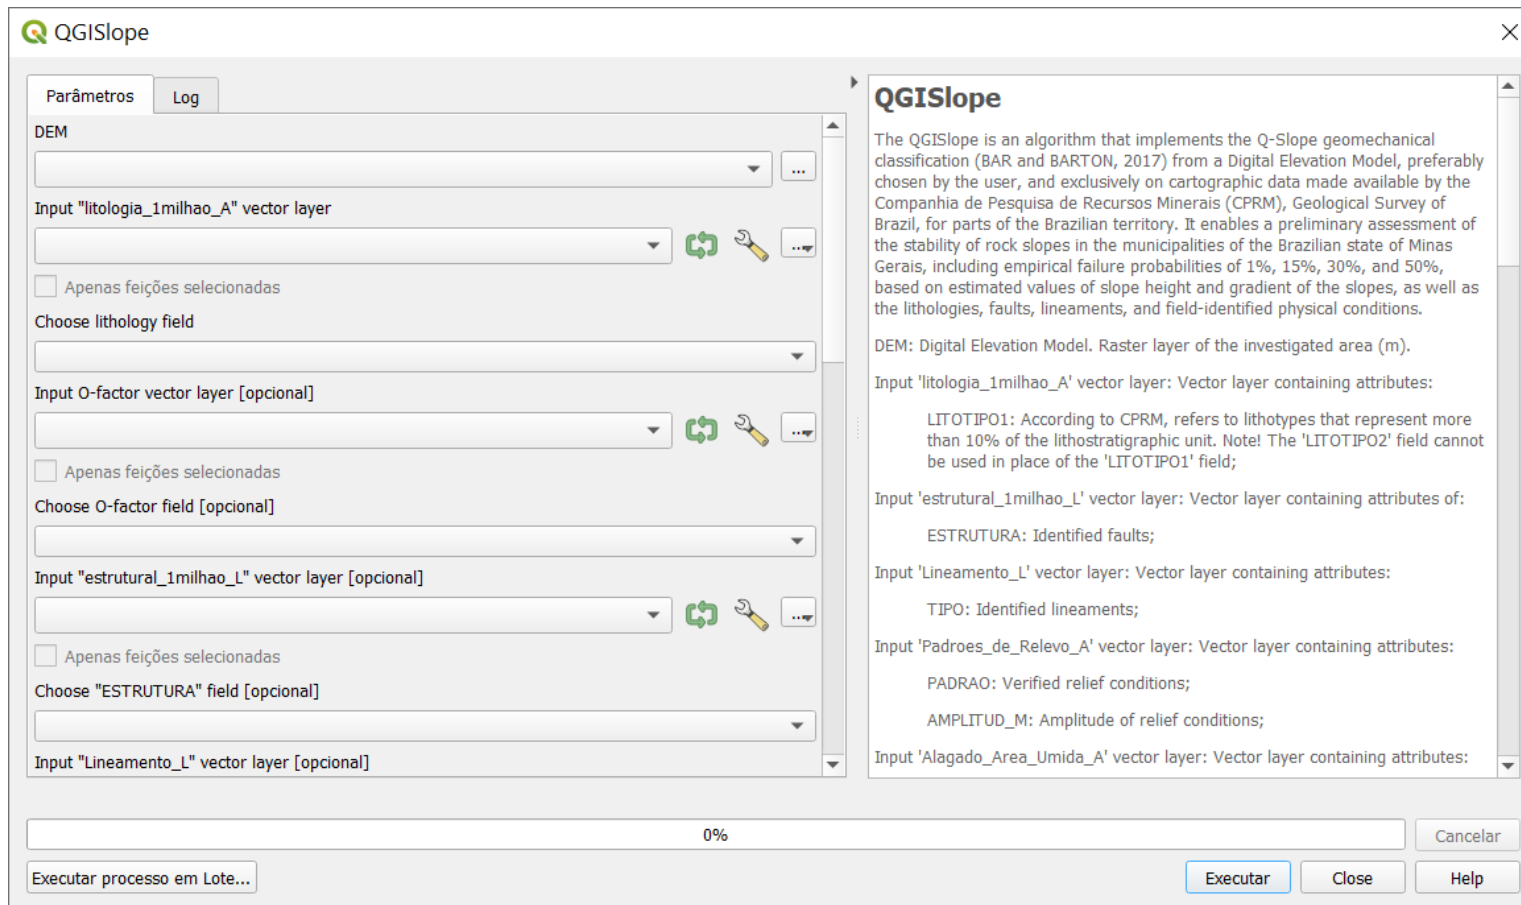 QGISlope
Parâmetros
Log
DEM
...
Input "litologia_1milhao_A" vector layer
...
Apenas feições selecionadas
Choose lithology field
Input O-factor vector layer [opcional]
...
Apenas feições selecionadas
Choose O-factor field [opcional]
Input "estrutural_1milhao_L" vector layer [opcional]
...
Apenas feições selecionadas
Choose "ESTRUTURA" field [opcional]
Input "Lineamento_L" vector layer [opcional]
QGISlope
The QGISlope is an algorithm that implements the Q-Slope geomechanical
classification (BAR and BARTON, 2017) from a Digital Elevation Model, preferably
chosen by the user, and exclusively on cartographic data made available by the
Companhia de Pesquisa de Recursos Minerais (CPRM), Geological Survey of
Brazil, for parts of the Brazilian territory. It enables a preliminary assessment of
the stability of rock slopes in the municipalities of the Brazilian state of Minas
Gerais, including empirical failure probabilities of 1%, 15%, 30%, and 50%,
based on estimated values of slope height and gradient of the slopes, as well as
the lithologies, faults, lineaments, and field-identified physical conditions.
DEM: Digital Elevation Model. Raster layer of the investigated area (m).
Input 'litologia_1milhao_A' vector layer: Vector layer containing attributes:
LITOTIPO1: According to CPRM, refers to lithotypes that represent more
than 10% of the lithostratigraphic unit. Note! The 'LITOTIPO2' field cannot
be used in place of the 'LITOTIPO1' field;
Input 'estrutural_1milhao_L' vector layer: Vector layer containing attributes of:
ESTRUTURA: Identified faults;
Input 'Lineamento_L' vector layer: Vector layer containing attributes:
TIPO: Identified lineaments;
Input 'Padroes_de_Relevo_A' vector layer: Vector layer containing attributes:
PADRAO: Verified relief conditions;
AMPLITUD_M: Amplitude of relief conditions;
Input 'Alagado_Area_Umida_A' vector layer: Vector layer containing attributes:
0%
Cancelar
Executar processo em Lote...
Executar
Close
Help